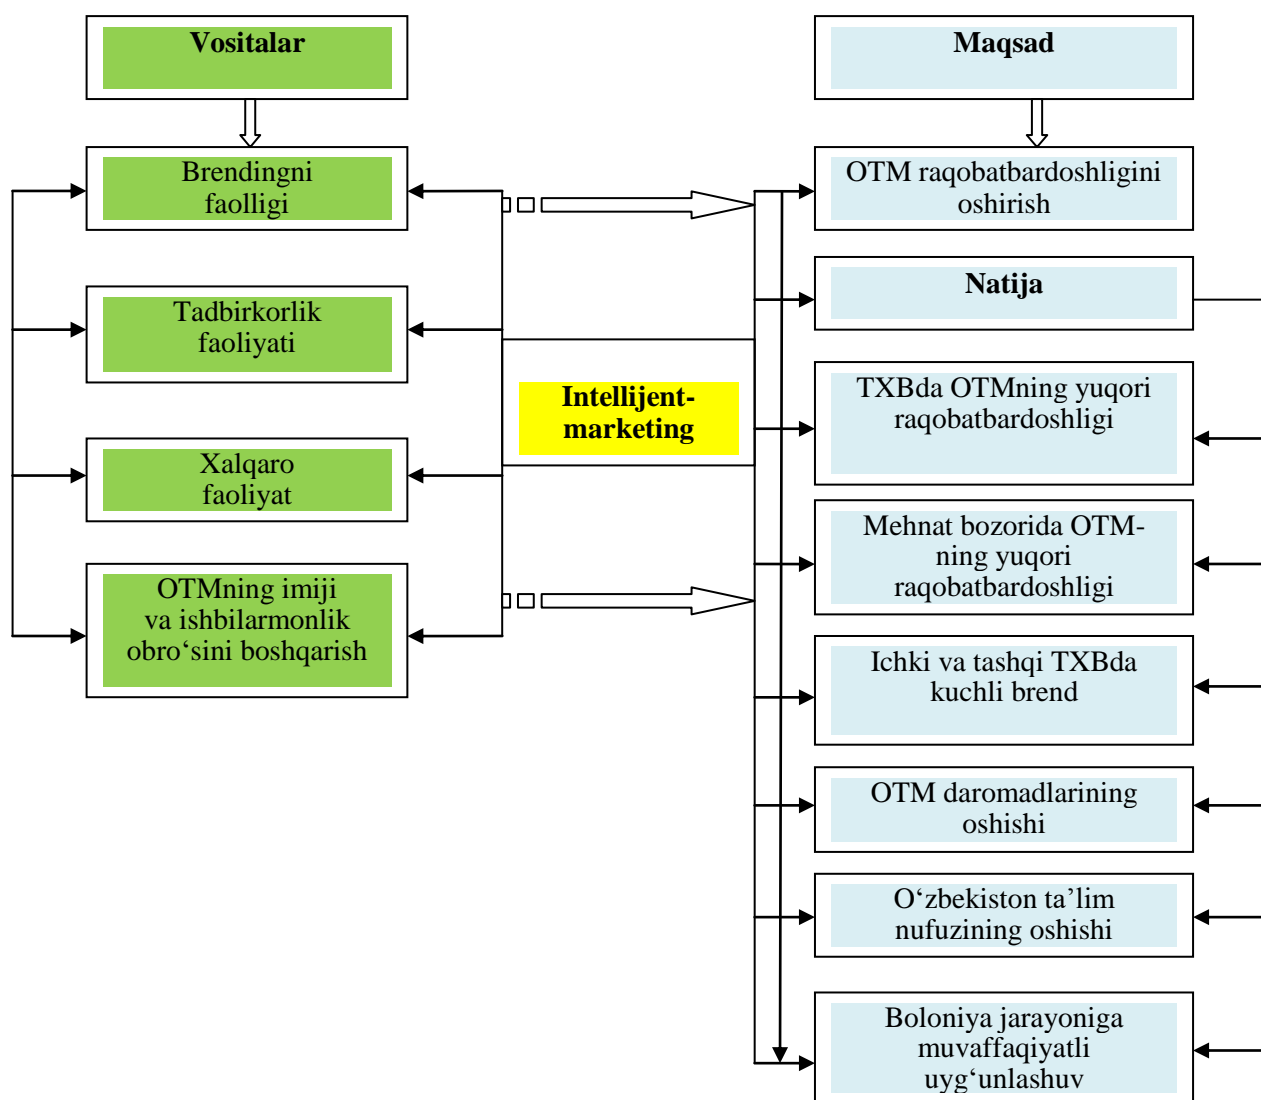 Vositalar
Brendingni
faolligi
Tadbirkorlik
faoliyati
Xalqaro
faoliyat
OTMning imiji
va ishbilarmonlik
obro‘sini boshqarish
Intellijent-
marketing
Maqsad
OTM raqobatbardoshligini
oshirish
Natija
TXBda OTMning yuqori
raqobatbardoshligi
Mehnat bozorida OTM-
ning yuqori
raqobatbardoshligi
Ichki va tashqi TXBda
kuchli brend
OTM daromadlarining
oshishi
O‘zbekiston ta’lim
nufuzining oshishi
Boloniya jarayoniga
muvaffaqiyatli
uyg‘unlashuv